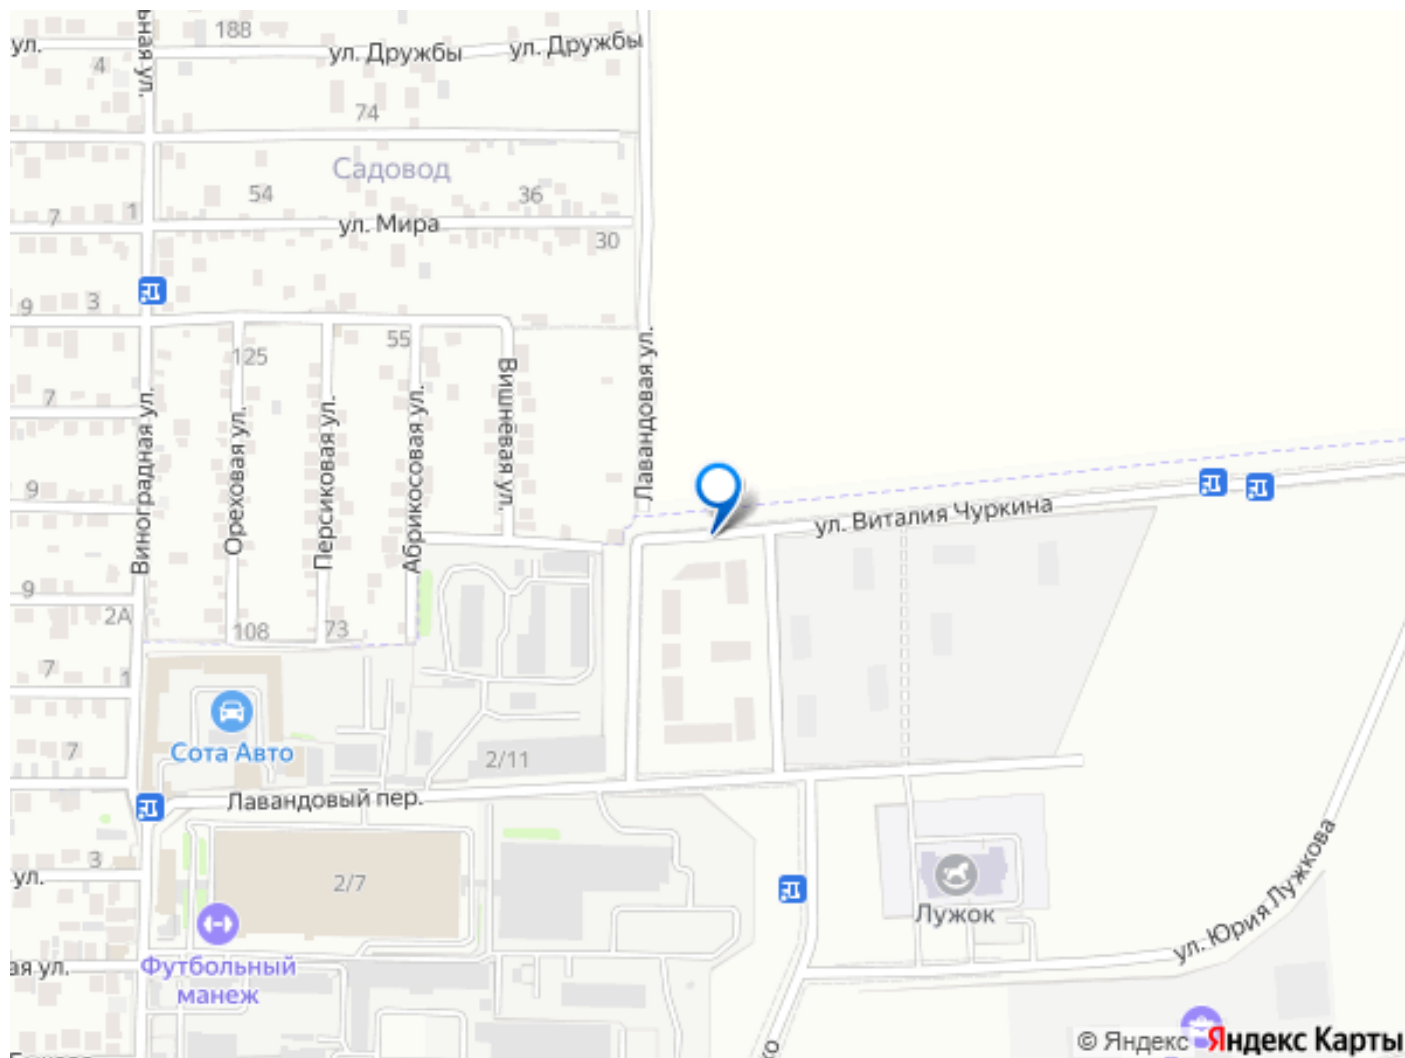 188
ул.
ул. Дружбы
ул. Дружбы
льная ул.
4
74
Садовод
54
36
7
1
ул. Мира
30
9
3
125
55
Лавандовая ул.
Вишнёвая ул.
7
Виноградная ул.
Ореховая ул.
Персиковая ул.
Абрикосовая ул.
9
ул. Виталия Чуркина
9
2А
108
73
7
1
Сота Авто
7
2/11
Лавандовый пер.
3
ул.
2/7
Лужок
ул. Юрия Лужкова
ая ул.
Футбольный
манеж
© Яндекс
Яндекс Карты